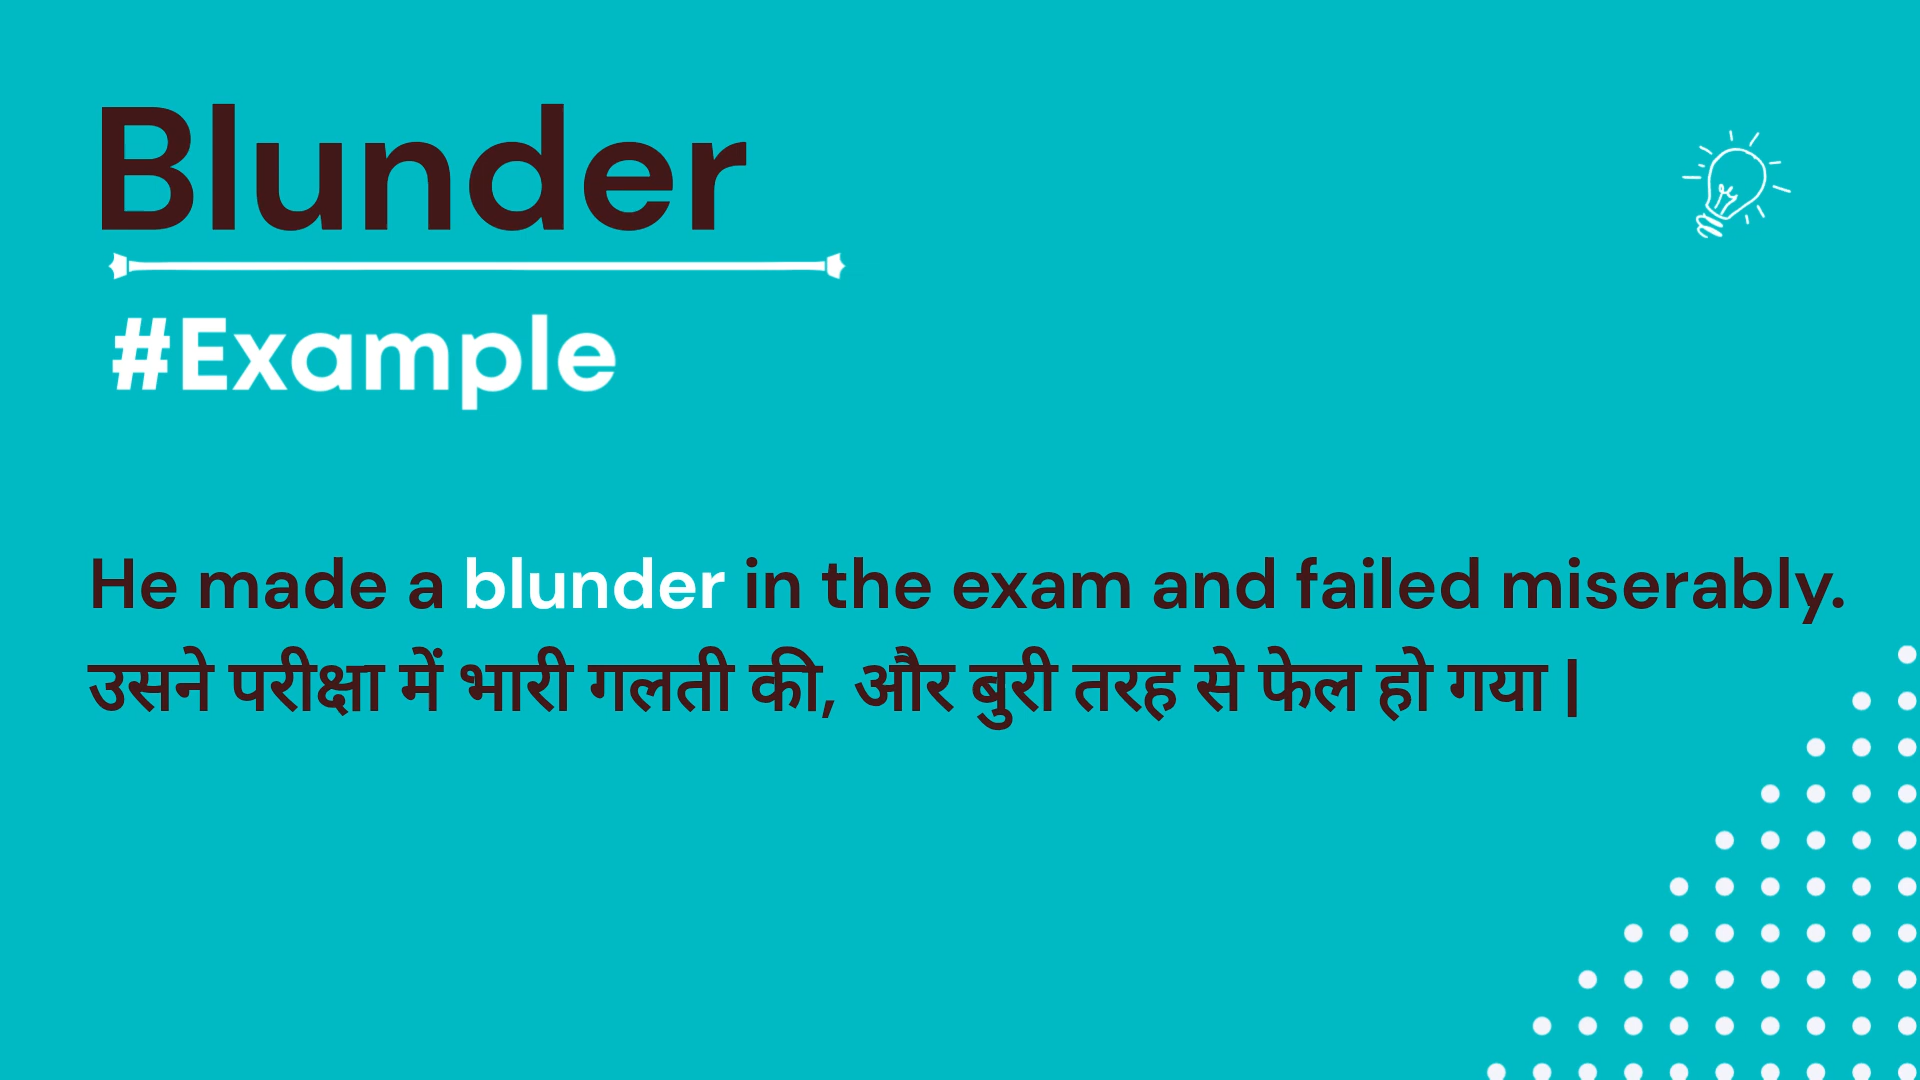 Blunder
#Example
He made a blunder in the exam and failed miserably.
उसने परीक्षा में भारी गलती की, और बुरी तरह से फेल हो गया |